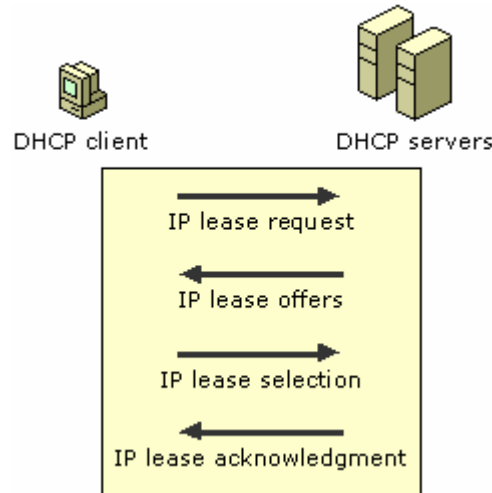 DHCP client
DHCP servers
IP lease request
IP lease offers
IP lease selection
IP lease acknowledgment